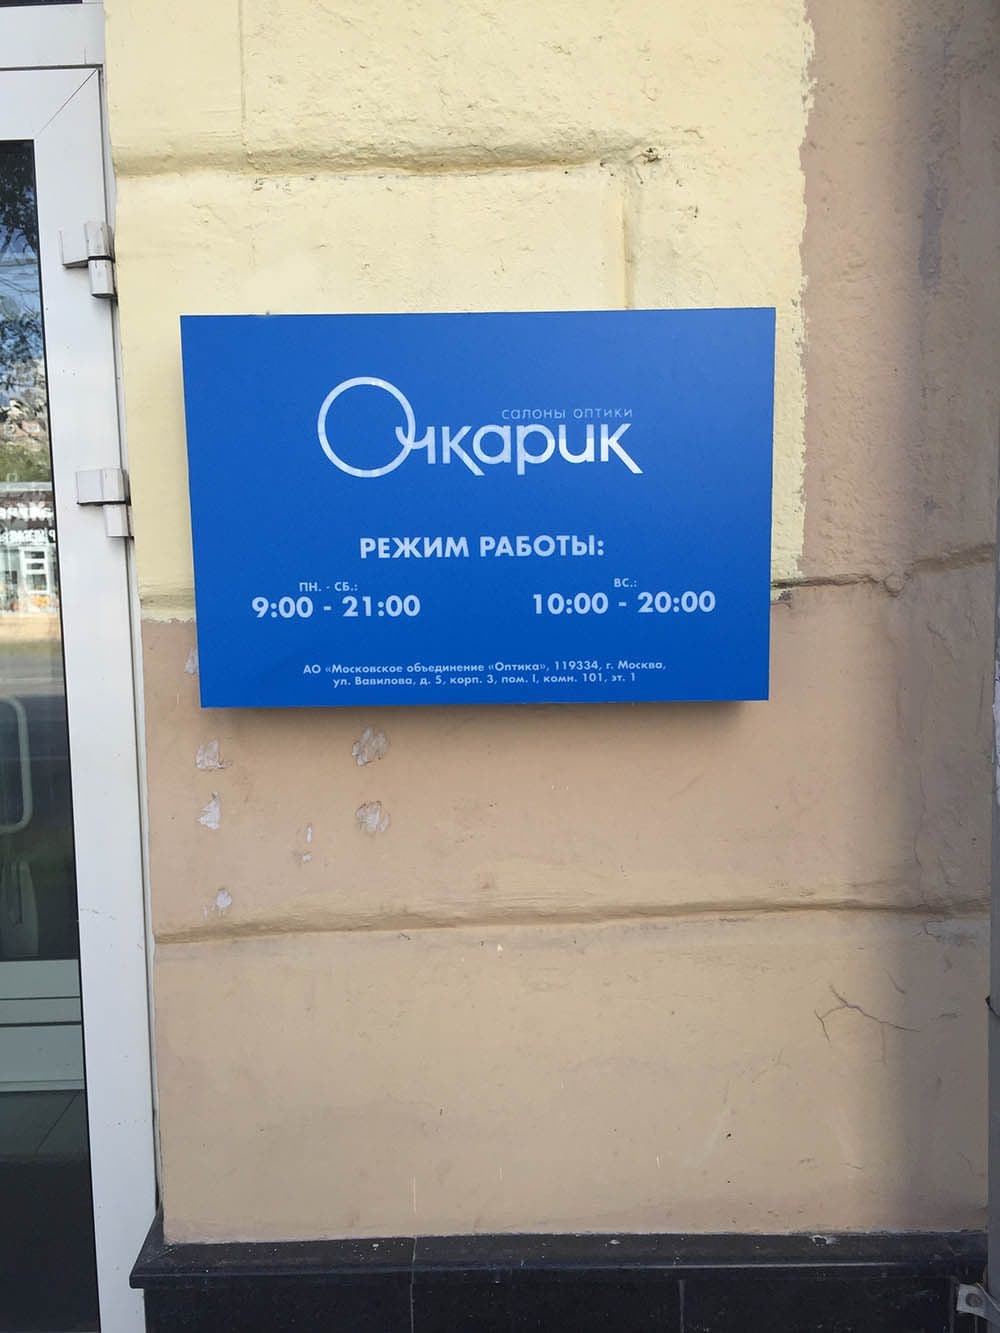 салоны оптики
Очкарик
РЕЖИМ РАБОТЫ:
ПН. - СБ.:
9:00 - 21:00
ВС.:
10:00 - 20:00
АО «Московское объединение «Оптика», 119334, г. Москва,
ул. Вавилова, д. 5, корп. 3, пом. I, комн. 101, эт. 1